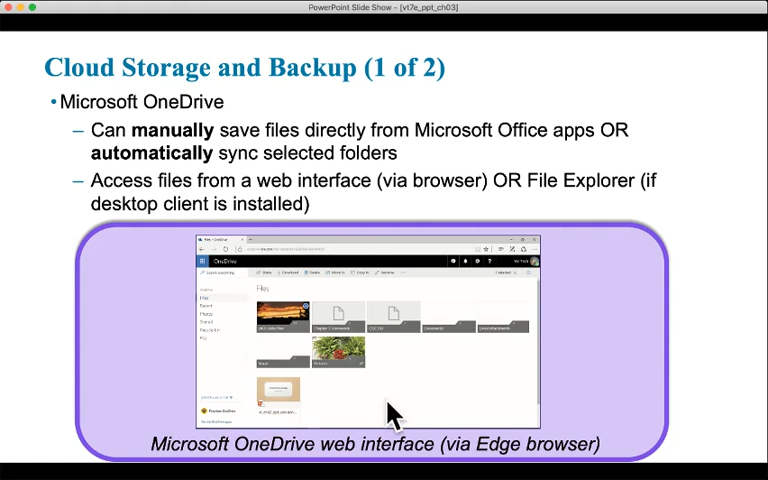 PowerPoint Slide Show - [vt7e_ppt_ch03]
Cloud Storage and Backup (1 of 2)
•Microsoft OneDrive
– Can manually save files directly from Microsoft Office apps OR
automatically sync selected folders
– Access files from a web interface (via browser) OR File Explorer (if
desktop client is installed)
OneDrive
Files
Microsoft OneDrive web interface (via Edge browser)